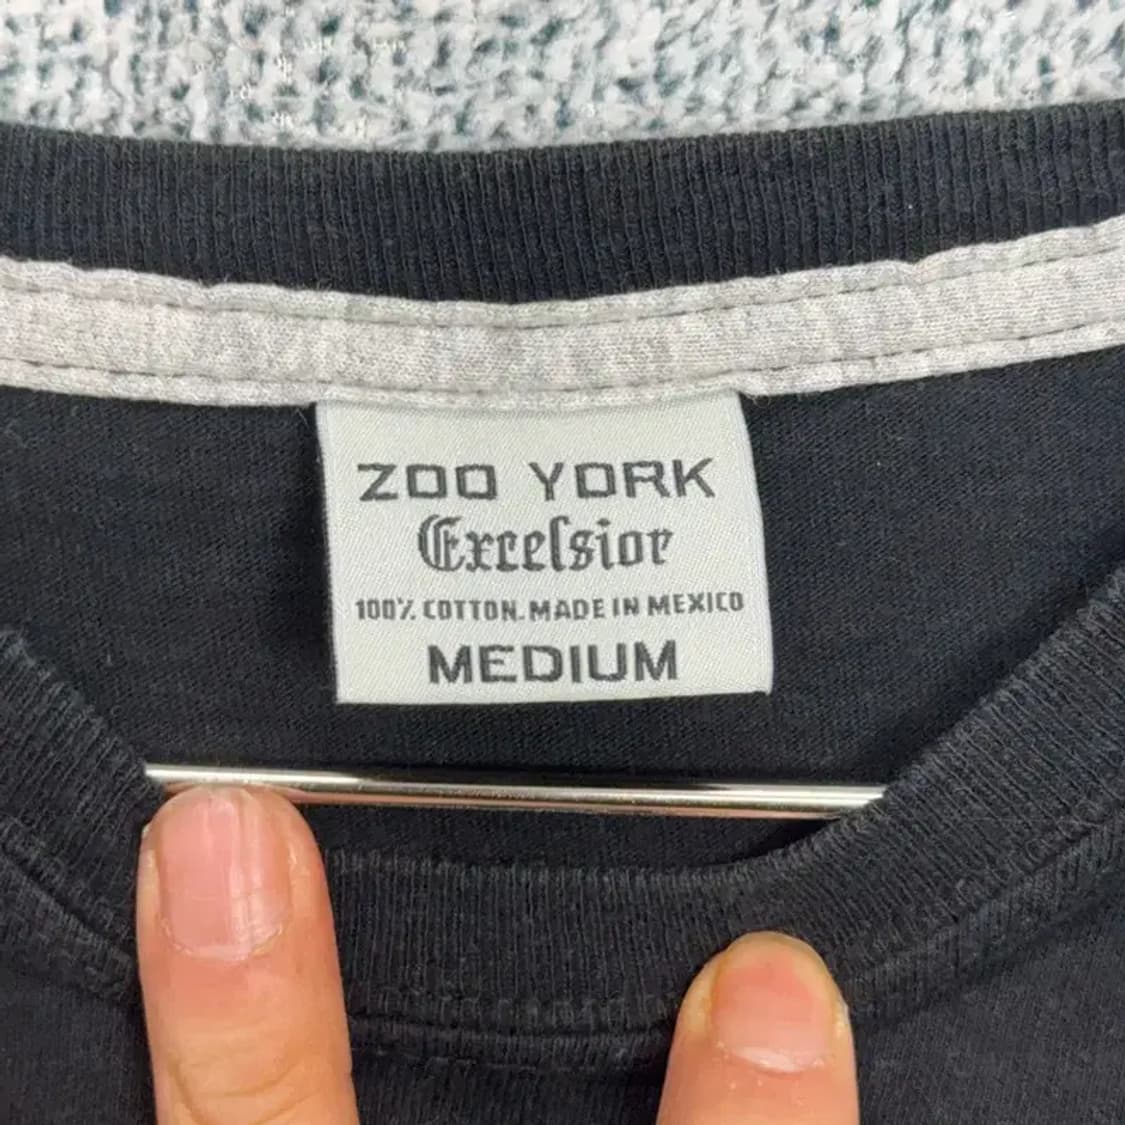 ZOO YORK
Excelſior
100% COTTON. MADE IN MEXICO
MEDIUM